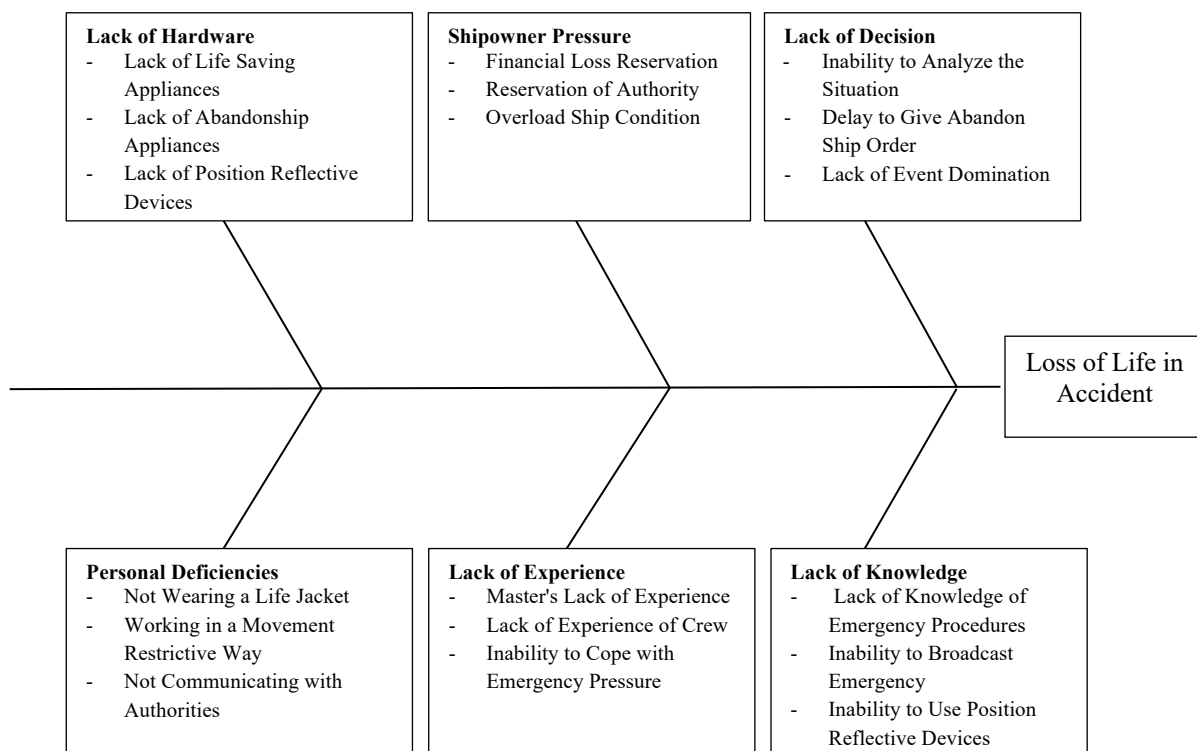 Lack of Hardware
- Lack of Life Saving
Appliances
- Lack of Abandonship
Appliances
- Lack of Position Reflective
Devices
Shipowner Pressure
- Financial Loss Reservation
- Reservation of Authority
- Overload Ship Condition
Lack of Decision
- Inability to Analyze the
Situation
- Delay to Give Abandon
Ship Order
- Lack of Event Domination
Loss of Life in
Accident
Personal Deficiencies
- Not Wearing a Life Jacket
- Working in a Movement
Restrictive Way
- Not Communicating with
Authorities
Lack of Experience
- Master's Lack of Experience
- Lack of Experience of Crew
- Inability to Cope with
Emergency Pressure
Lack of Knowledge
- Lack of Knowledge of
Emergency Procedures
- Inability to Broadcast
Emergency
- Inability to Use Position
Reflective Devices